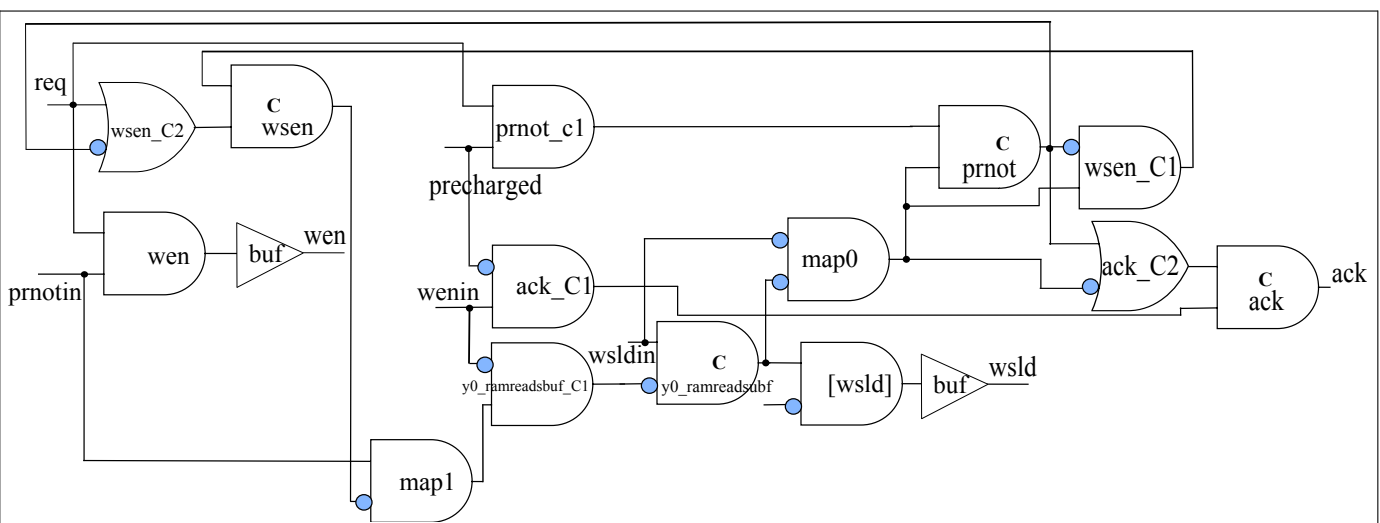 req
wsen_C2
C
wsen
prnot_c1
precharged
C
prnot
wsen_C1
wen
buf
wen
prnotin
wenin
ack_C1
map0
ack_C2
C
ack
ack
wsldin
y0_ramreadsbuf_C1
C
y0_ramreadsubf
[wsld]
buf
wsld
map1